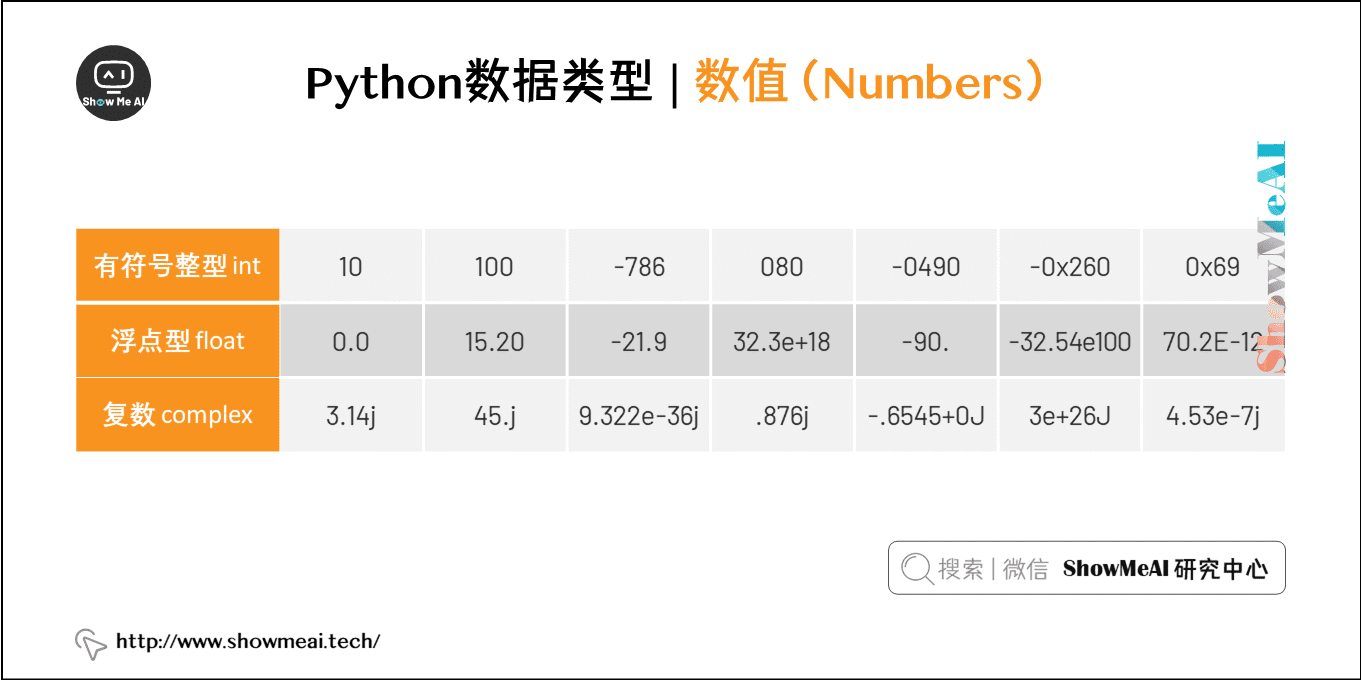 Show Me AI
Python数据类型 | 数值（Numbers）
ShowMeAI
有符号整型 int 10 100 -786 080 -0490 -0x260 0x69
浮点型 float 0.0 15.20 -21.9 32.3e+18 -90. -32.54e100 70.2E-12
复数 complex 3.14j 45.j 9.322e-36j .876j -.6545+0J 3e+26J 4.53e-7j
搜索 | 微信 ShowMeAI 研究中心
http://www.showmeai.tech/